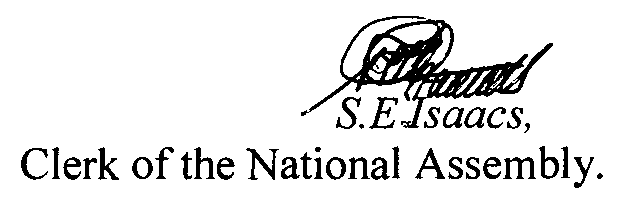 S.E. Isaacs,
Clerk of the National Assembly.